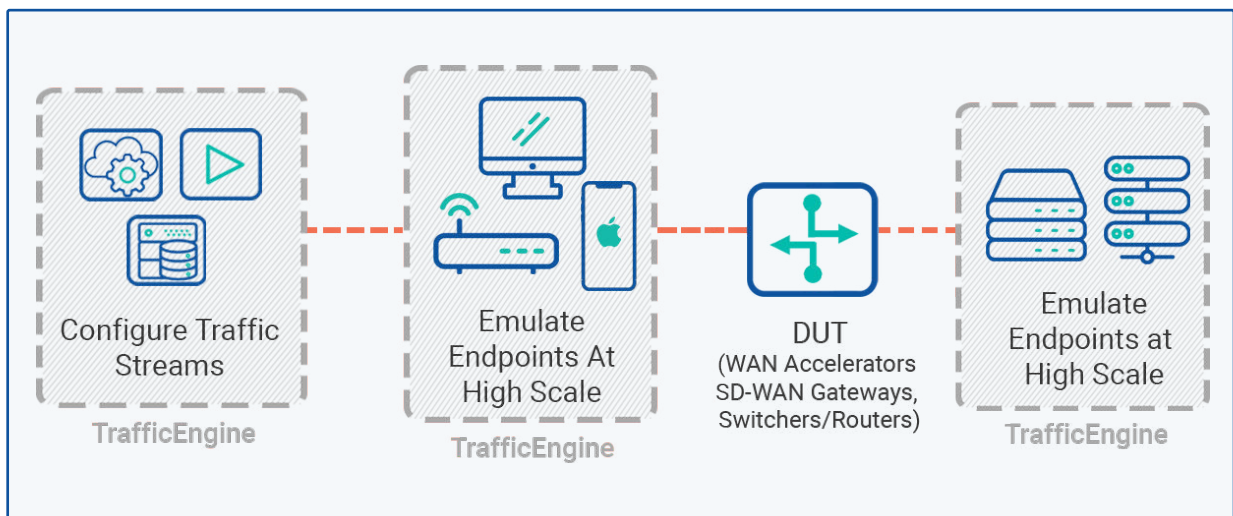 Configure Traffic
Streams
TrafficEngine
Emulate
Endpoints At
High Scale
TrafficEngine
DUT
(WAN Accelerators
SD-WAN Gateways,
Switchers/Routers)
Emulate
Endpoints at
High Scale
TrafficEngine